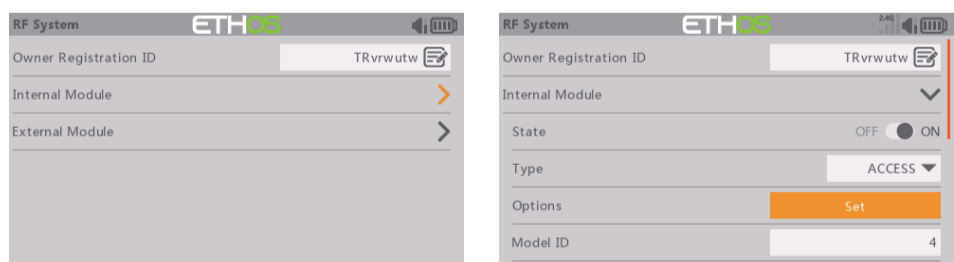 RF System ETHOS
Owner Registration ID TRvrwutw
Internal Module
External Module
RF System ETHOS 2.4G
Owner Registration ID TRvrwutw
Internal Module
State OFF ON
Type ACCESS
Options Set
Model ID 4